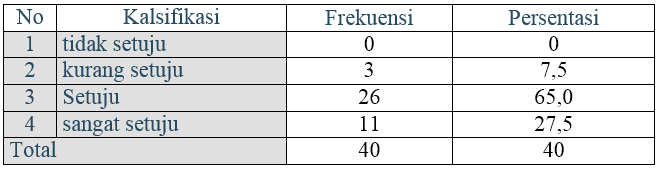 No Kalsifikasi Frekuensi Persentasi
1 tidak setuju 0 0
2 kurang setuju 3 7,5
3 Setuju 26 65,0
4 sangat setuju 11 27,5
Total 40 40